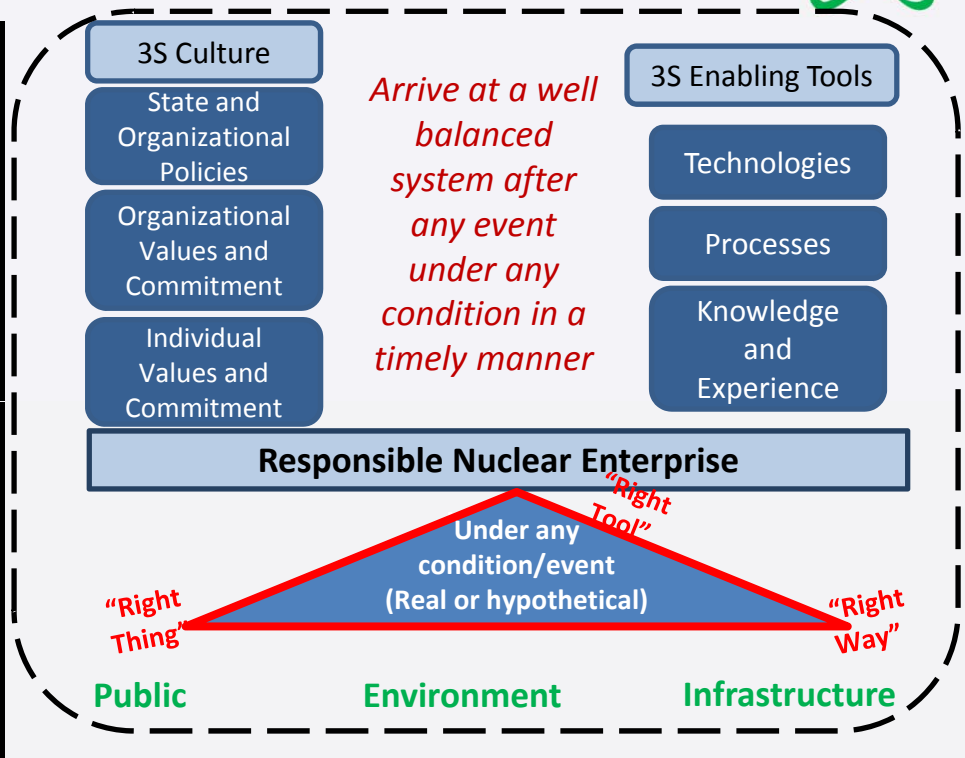 3S Culture
State and
Organizational
Policies
Organizational
Values and
Commitment
Individual
Values and
Commitment
Arrive at a well
balanced
system after
any event
under any
condition in a
timely manner
3S Enabling Tools
Technologies
Processes
Knowledge
and
Experience
Responsible Nuclear Enterprise
"Right
Tool"
Under any
condition/event
(Real or hypothetical)
“Right
Thing”
“Right
Way”
Public
Environment
Infrastructure